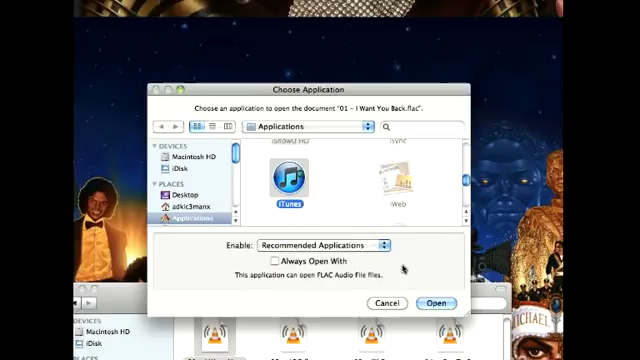 Choose Application
Choose an application to open the document "01 - I Want You Back.flac".
Applications
DEVICES
Macintosh HD
iDisk
PLACES
Desktop
adkic3manx
Applications
iShowU HD
iSync
iTunes
iWeb
Enable: Recommended Applications
Always Open With
This application can open FLAC Audio File files.
Cancel
Open
DEVICES
Macintosh HD
iDisk
MICHAEL